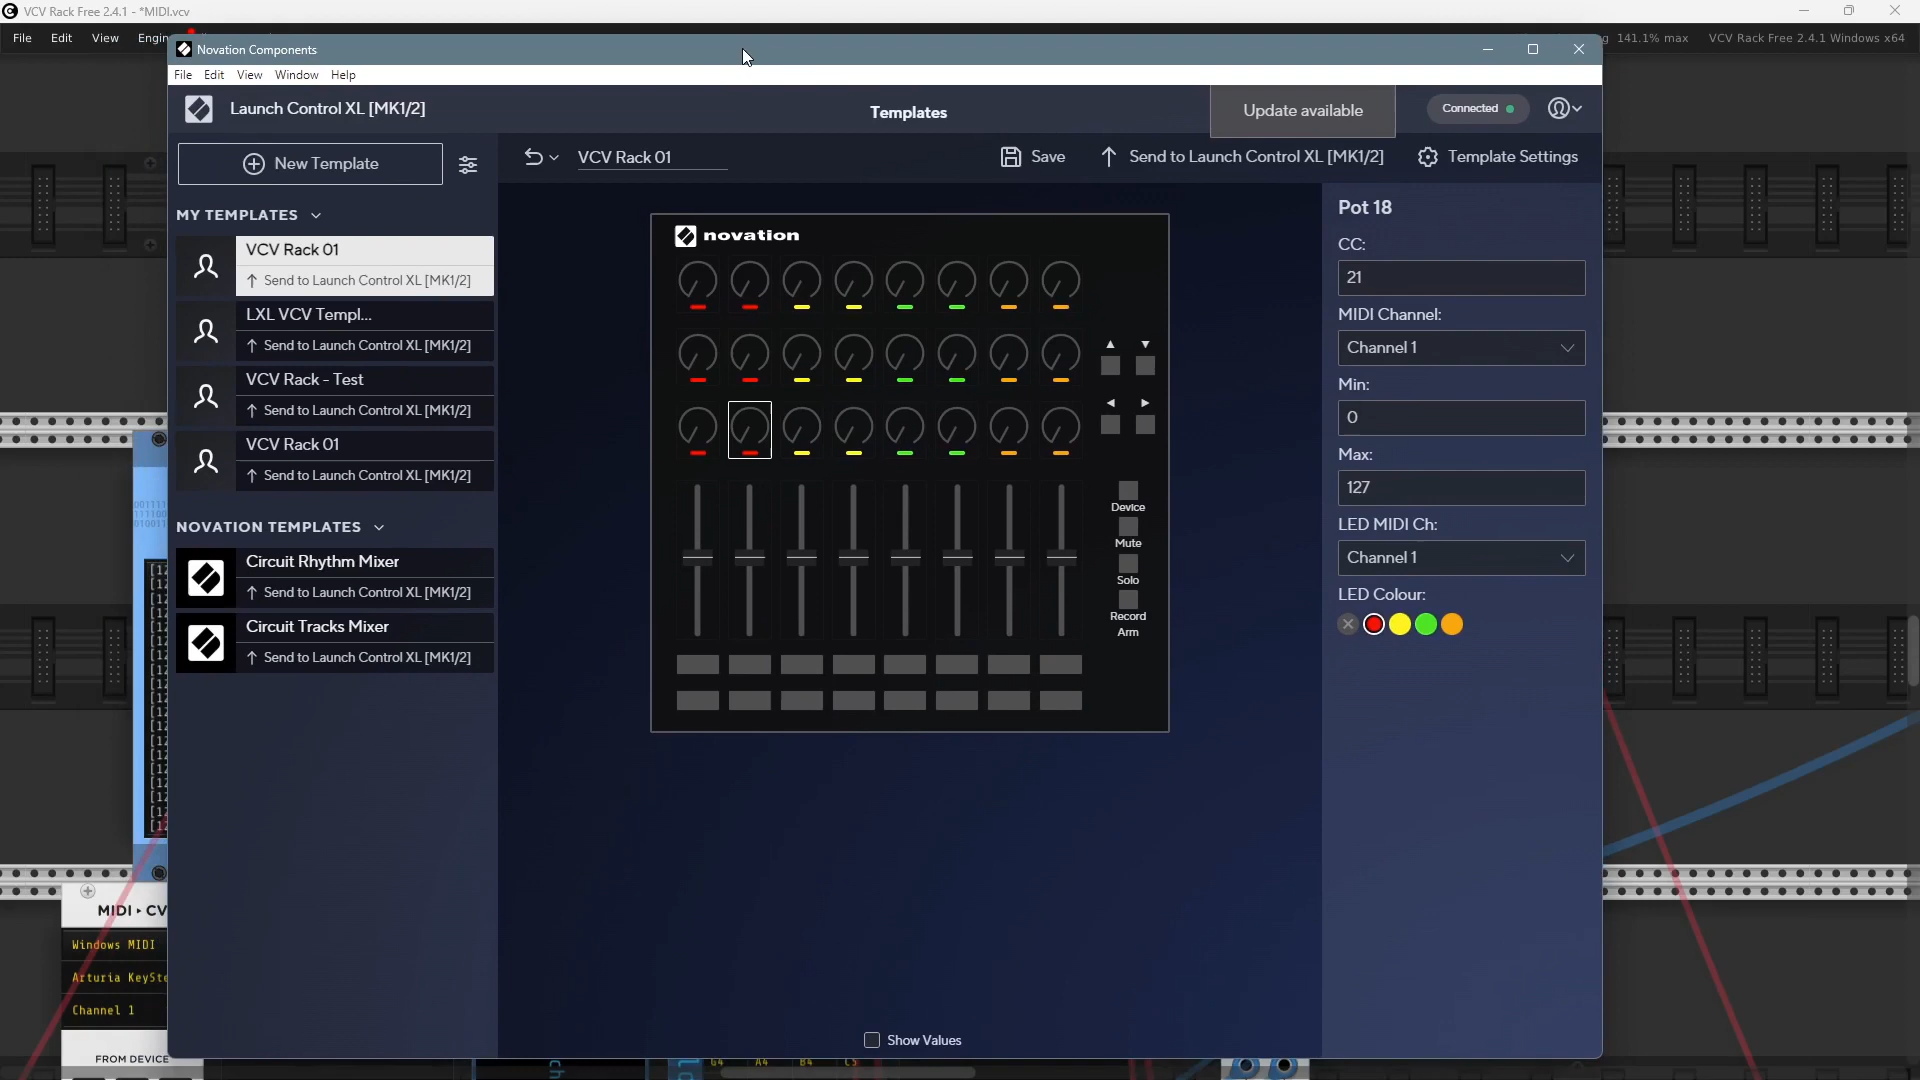 VCV Rack Free 2.4.1 - *MIDI.vcv
File Edit View Engin
141.1% max VCV Rack Free 2.4.1 Windows x64
Novation Components
File Edit View Window Help
Launch Control XL [MK1/2]
Templates
Update available
Connected
New Template
VCV Rack 01
Save
Send to Launch Control XL [MK1/2]
Template Settings
MY TEMPLATES
VCV Rack 01
Send to Launch Control XL [MK1/2]
LXL VCV Templ...
Send to Launch Control XL [MK1/2]
VCV Rack - Test
Send to Launch Control XL [MK1/2]
VCV Rack 01
Send to Launch Control XL [MK1/2]
NOVATION TEMPLATES
Circuit Rhythm Mixer
Send to Launch Control XL [MK1/2]
Circuit Tracks Mixer
Send to Launch Control XL [MK1/2]
novation
Device
Mute
Solo
Record
Arm
Pot 18
CC:
21
MIDI Channel:
Channel 1
Min:
0
Max:
127
LED MIDI Ch:
Channel 1
LED Colour:
Show Values
MIDI ▸ CV
Windows MIDI
Arturia KeySte
Channel 1
FROM DEVICE
G4 A4 B4 C5